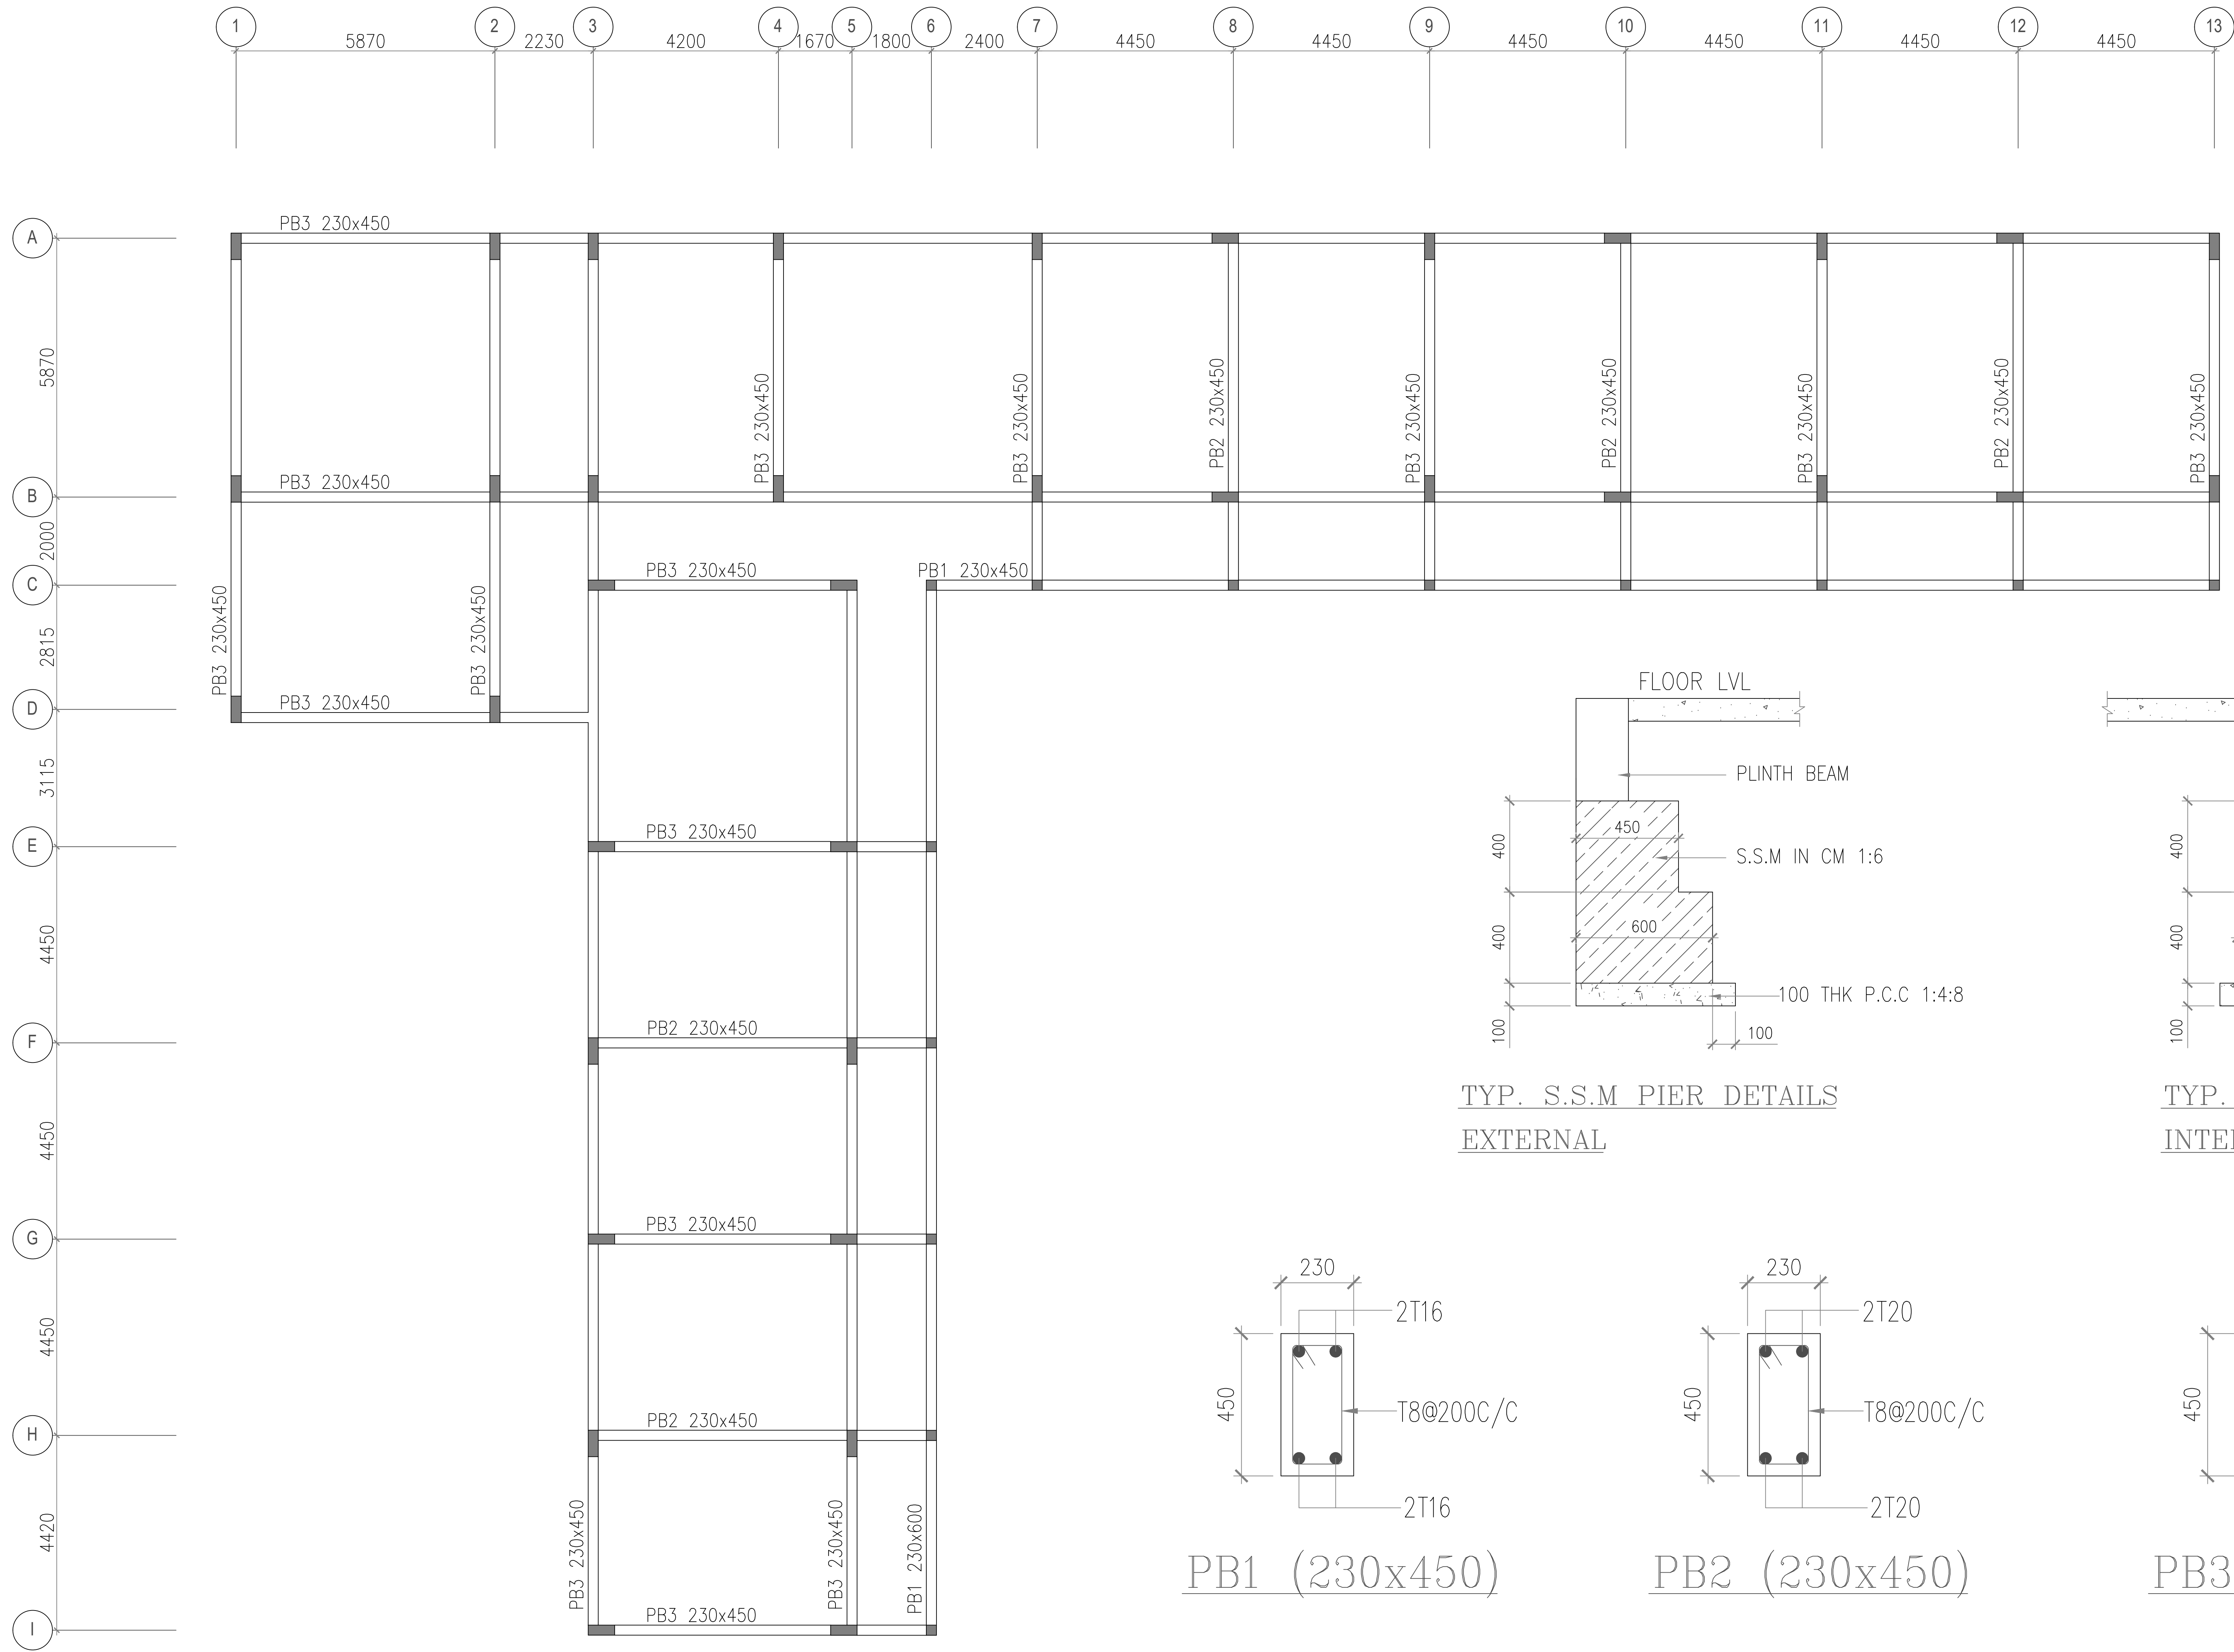 1 2 3 4 5 6 7 8 9 10 11 12 13
5870 2230 4200 1670 1800 2400 4450 4450 4450 4450 4450 4450
A
PB3 230x450
5870
PB3 230x450
PB3 230x450
PB2 230x450
PB3 230x450
PB2 230x450
PB3 230x450
PB2 230x450
PB3 230x450
B
PB3 230x450
2000
C
PB3 230x450
PB1 230x450
2815
PB3 230x450
PB3 230x450
D
PB3 230x450
3115
E
PB3 230x450
4450
F
PB2 230x450
4450
G
PB3 230x450
4450
H
PB2 230x450
4420
PB3 230x450
PB3 230x450
PB1 230x600
I
PB3 230x450
FLOOR LVL
PLINTH BEAM
400
450
S.S.M IN CM 1:6
400
600
100 THK P.C.C 1:4:8
100
100
TYP. S.S.M PIER DETAILS
EXTERNAL
400
400
100
TYP.
230
2T16
450
T8@200C/C
2T16
PB1 (230x450)
230
2T20
450
T8@200C/C
2T20
PB2 (230x450)
450
PB3